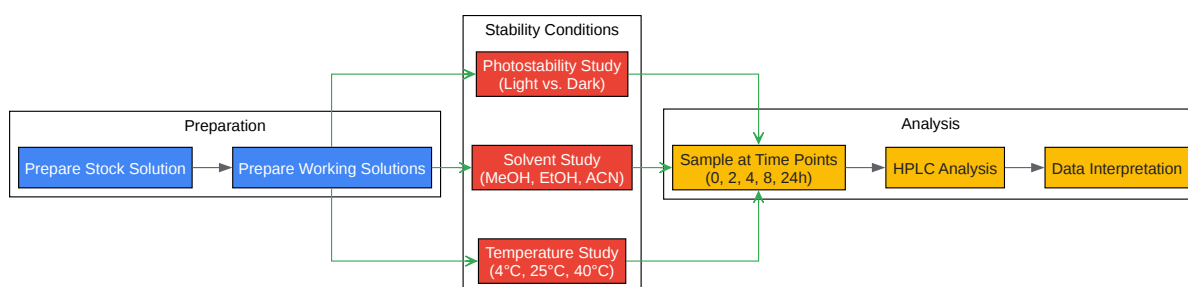 Preparation
Prepare Stock Solution
Prepare Working Solutions
Stability Conditions
Photostability Study
(Light vs. Dark)
Solvent Study
(MeOH, EtOH, ACN)
Temperature Study
(4°C, 25°C, 40°C)
Analysis
Sample at Time Points
(0, 2, 4, 8, 24h)
HPLC Analysis
Data Interpretation